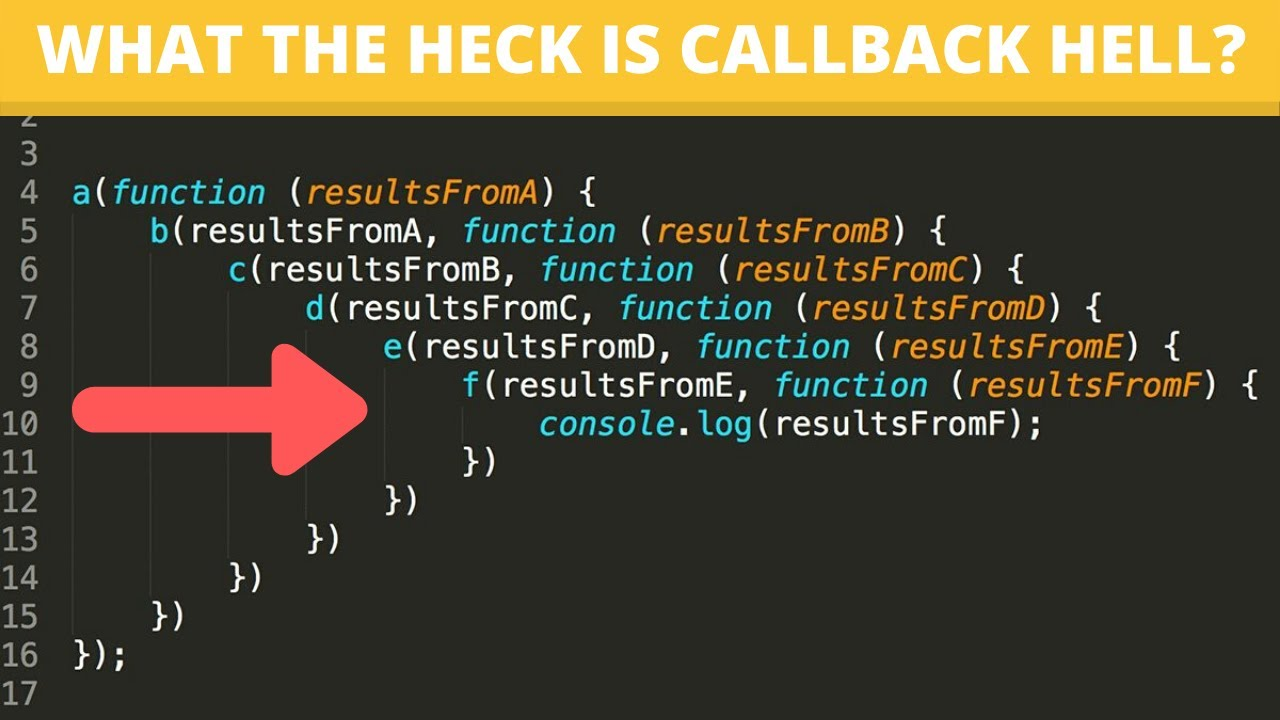 WHAT THE HECK IS CALLBACK HELL?
2
3
4 a(function (resultsFromA) {
5 b(resultsFromA, function (resultsFromB) {
6 c(resultsFromB, function (resultsFromC) {
7 d(resultsFromC, function (resultsFromD) {
8 e(resultsFromD, function (resultsFromE) {
9 f(resultsFromE, function (resultsFromF) {
10 console.log(resultsFromF);
11 })
12 })
13 })
14 })
15 })
16 });
17